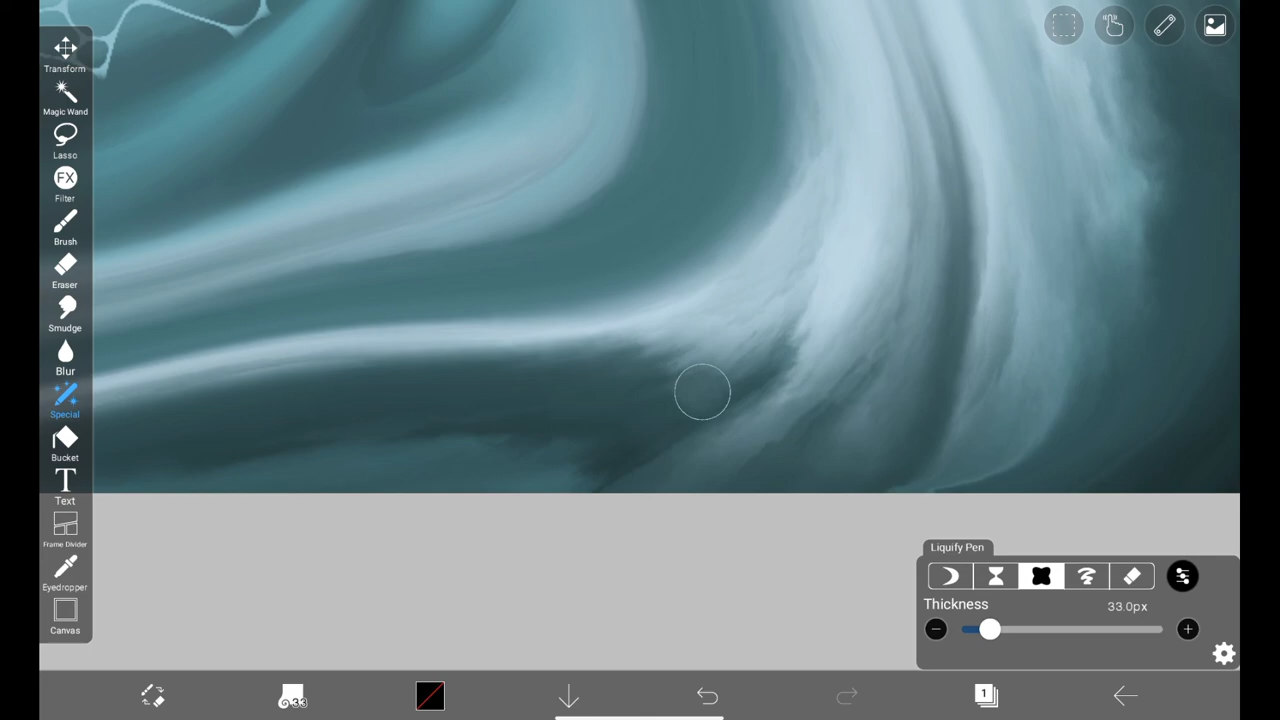 Transform
Magic Wand
Lasso
FX
Filter
Brush
Eraser
Smudge
Blur
Special
Bucket
T
Text
Frame Divider
Eyedropper
Canvas
Liquify Pen
Thickness 33.0px
33
1